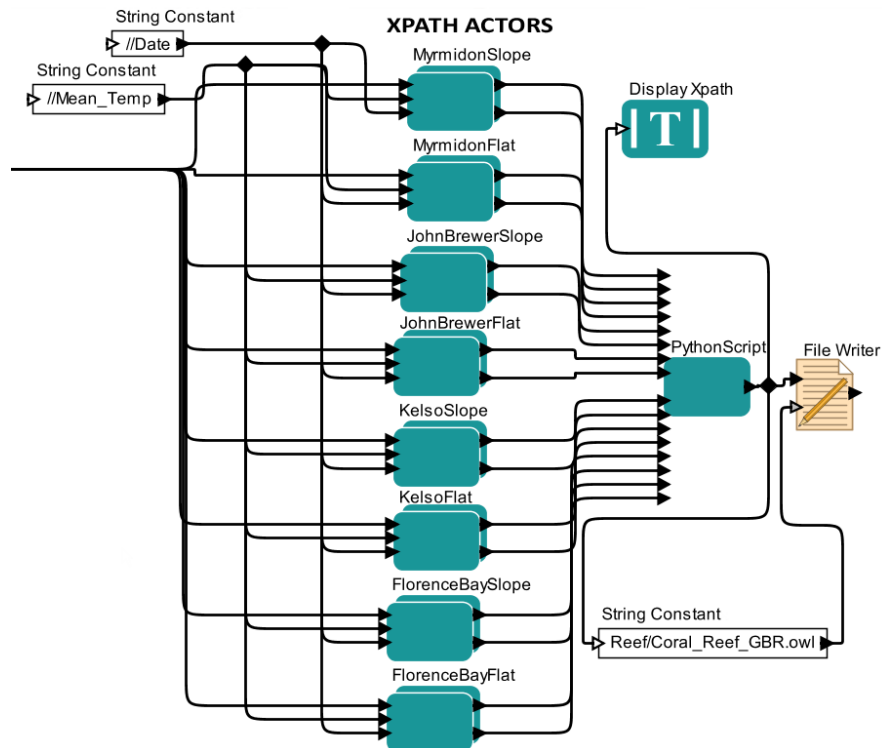 String Constant
//Date
XPATH ACTORS
String Constant
//Mean_Temp
MyrmidonSlope
Display Xpath
T
MyrmidonFlat
JohnBrewerSlope
JohnBrewerFlat
PythonScript
File Writer
KelsoSlope
KelsoFlat
FlorenceBaySlope
String Constant
Reef/Coral_Reef_GBR.owl
FlorenceBayFlat